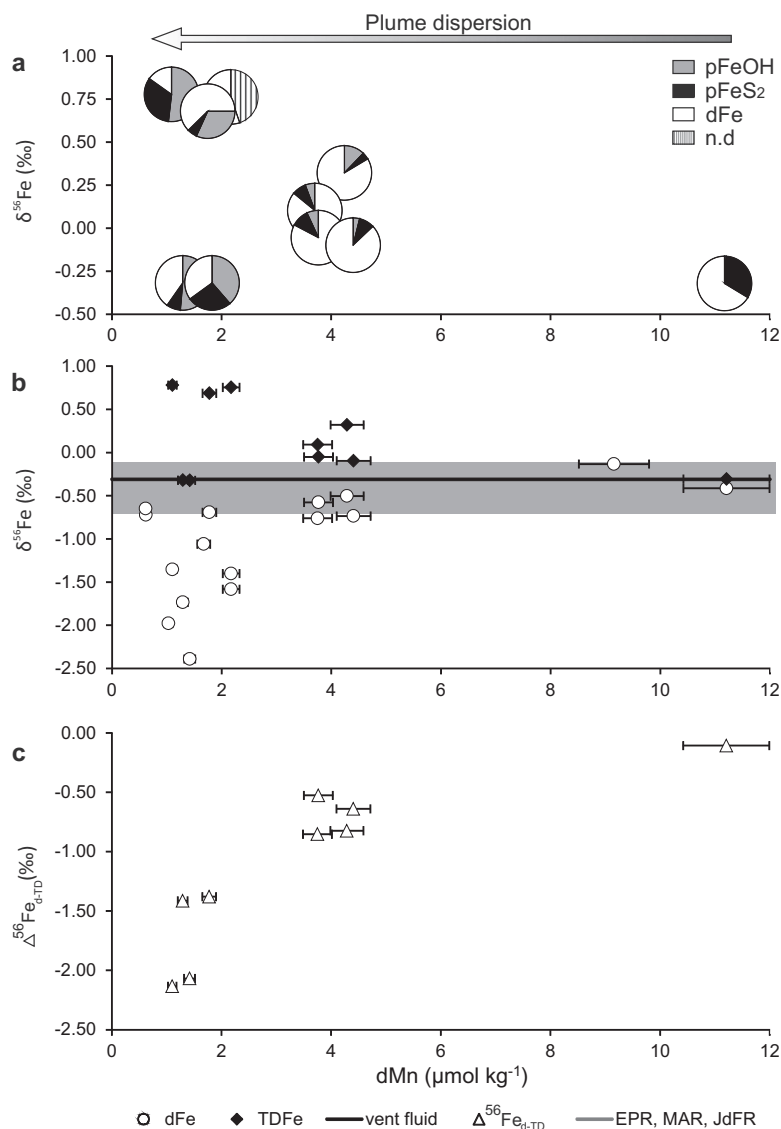 Plume dispersion
a
1.00
0.75
0.50
0.25
0.00
-0.25
-0.50
δ⁵⁶Fe (‰)
pFeOH
pFeS₂
dFe
n.d
0 2 4 6 8 10 12
b
1.00
0.50
0.00
-0.50
-1.00
-1.50
-2.00
-2.50
δ⁵⁶Fe (‰)
0 2 4 6 8 10 12
c
0.00
-0.50
-1.00
-1.50
-2.00
-2.50
△⁵⁶Fe d-TD (‰)
0 2 4 6 8 10 12
dMn (µmol kg⁻¹)
dFe TDFe vent fluid ⁵⁶Fe d-TD EPR, MAR, JdFR